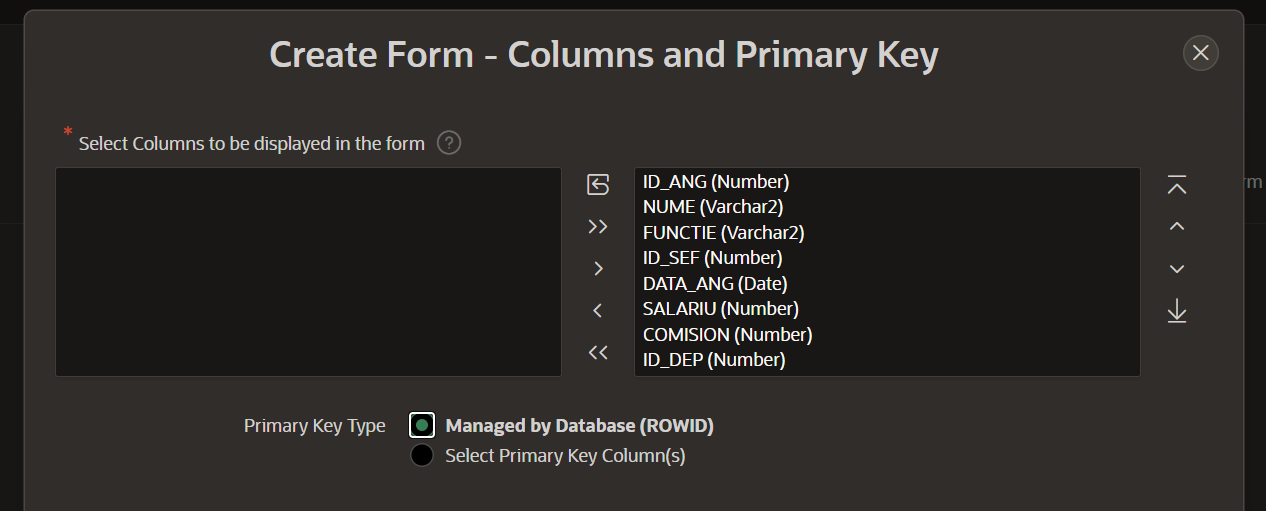 Create Form - Columns and Primary Key
* Select Columns to be displayed in the form ?
ID_ANG (Number)
NUME (Varchar2)
FUNCTIE (Varchar2)
ID_SEF (Number)
DATA_ANG (Date)
SALARIU (Number)
COMISION (Number)
ID_DEP (Number)
rm
Primary Key Type
Managed by Database (ROWID)
Select Primary Key Column(s)